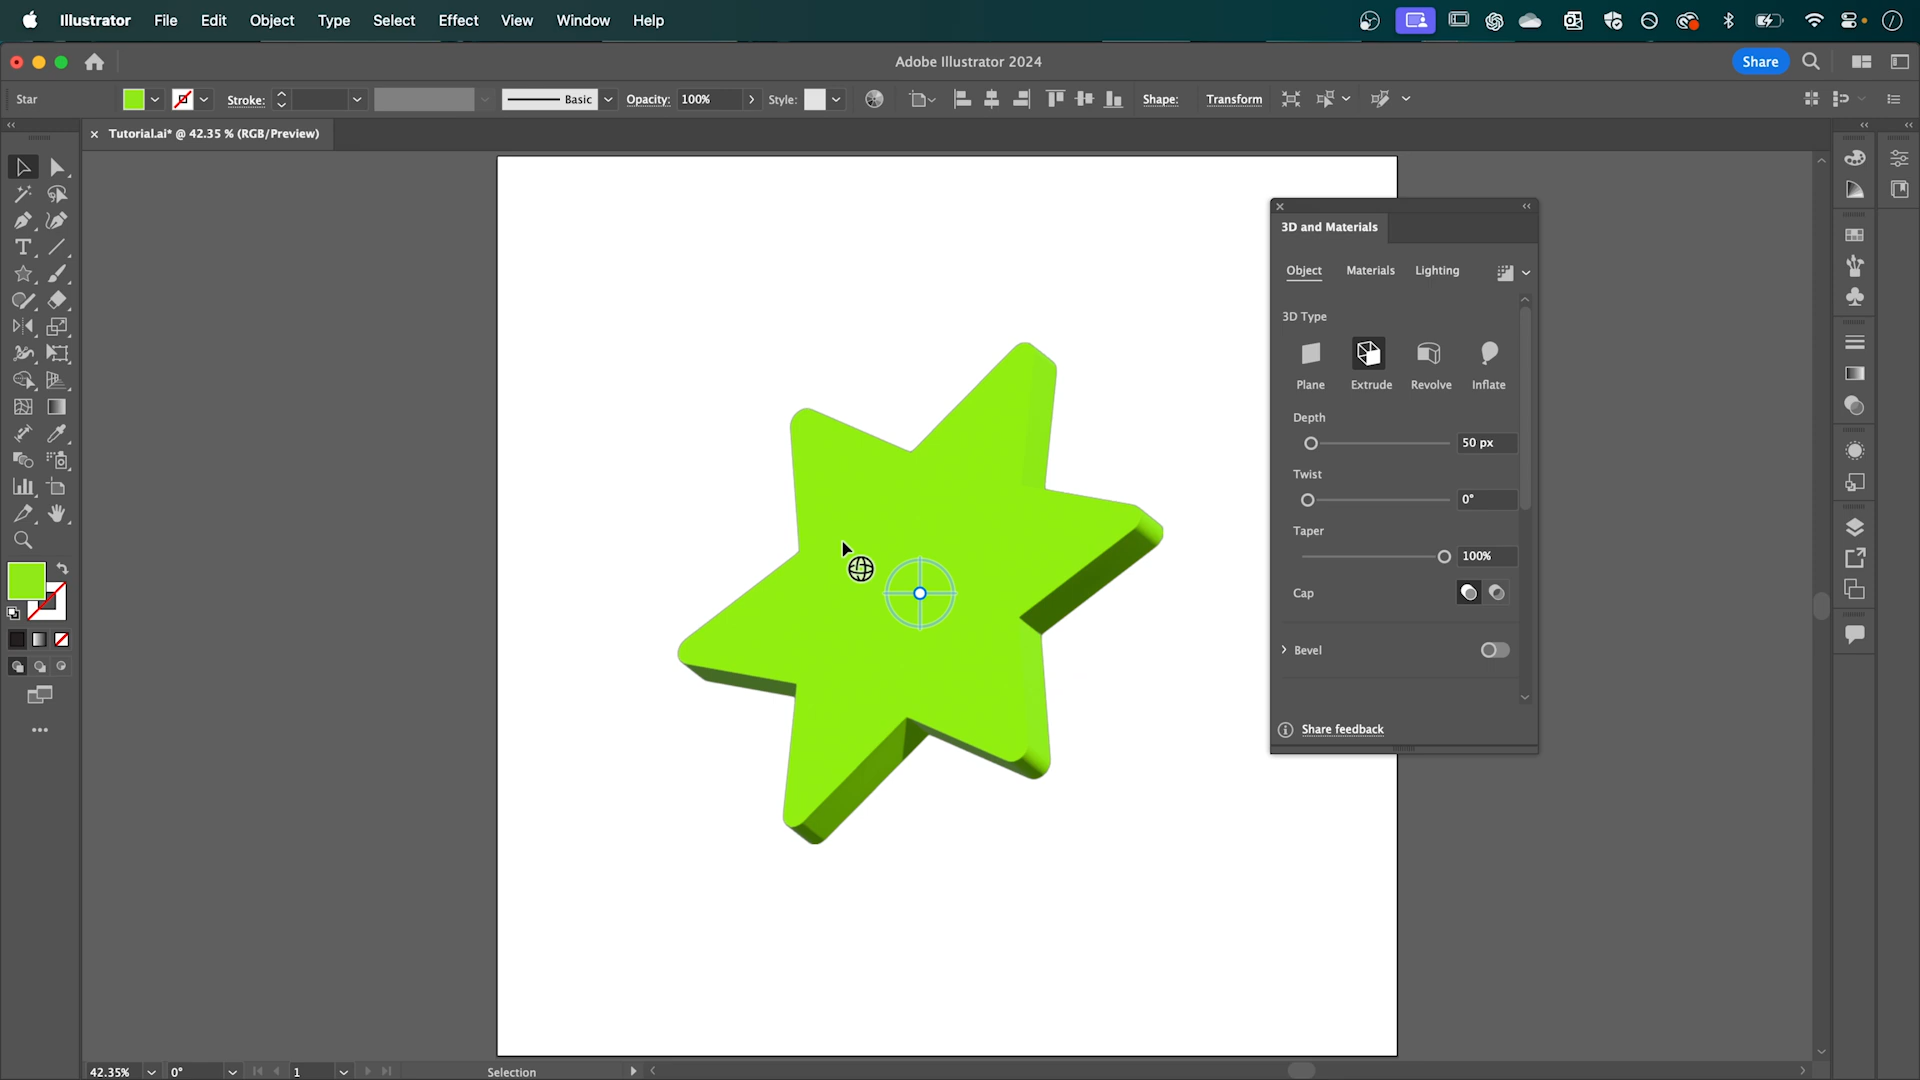 Illustrator File Edit Object Type Select Effect View Window Help
Adobe Illustrator 2024
Share
Star
Stroke:
Basic
Opacity: 100%
Style:
Shape:
Transform
Tutorial.ai* @ 42.35 % (RGB/Preview)
3D and Materials
Object Materials Lighting
3D Type
Plane Extrude Revolve Inflate
Depth
50 px
Twist
0°
Taper
100%
Cap
Bevel
Share feedback
42.35% 0° 1 Selection